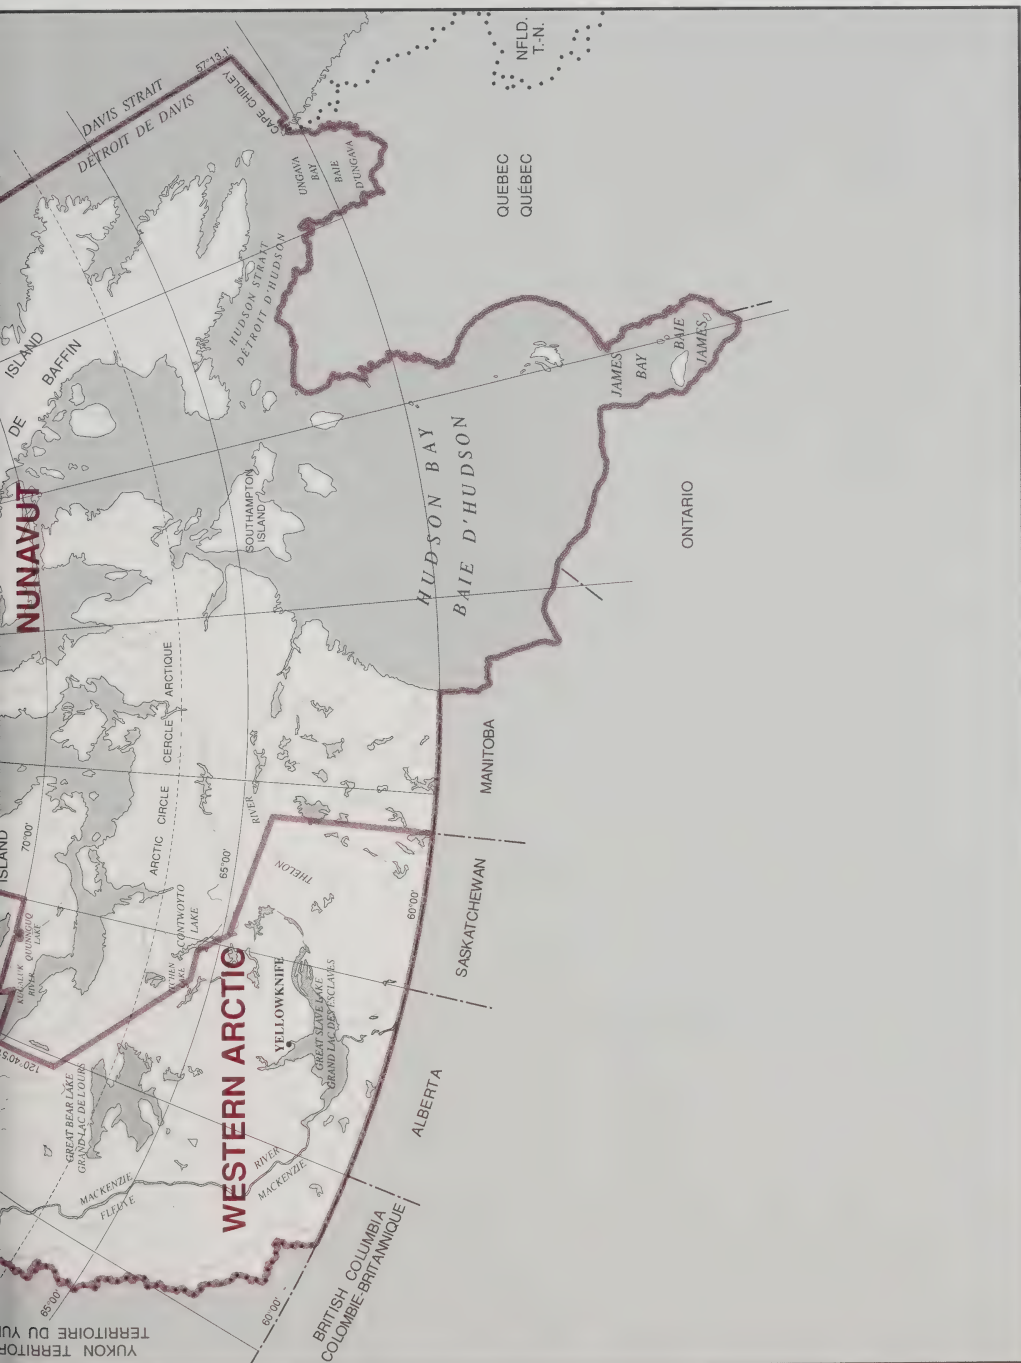 DAVIS STRAIT
DÉTROIT DE DAVIS
57°13.1'
CAPE CHIDLEY
UNGAVA
BAY
BAIE
D'UNGAVA
NFLD.
T.-N.
QUEBEC
QUÉBEC
HUDSON STRAIT
DÉTROIT D'HUDSON
ISLAND
DE BAFFIN
NUNAVUT
SOUTHAMPTON
ISLAND
HUDSON BAY
BAIE D'HUDSON
JAMES
BAY
BAIE
JAMES
ONTARIO
MANITOBA
ARCTIC CIRCLE CERCLE ARCTIQUE
RIVER
THELON
ISLAND
70°00'
65°00'
60°00'
CONTWOYTO
LAKE
QUUNNGUQ
LAKE
RIVER
YELLOWKNIFE
GREAT SLAVE LAKE
GRAND LAC DES ESCLAVES
WESTERN ARCTIC
SASKATCHEWAN
ALBERTA
GREAT BEAR LAKE
GRAND LAC DE L'OURS
MACKENZIE
FLEUVE
RIVER
MACKENZIE
65°00'
60°00'
BRITISH COLUMBIA
COLOMBIE-BRITANNIQUE